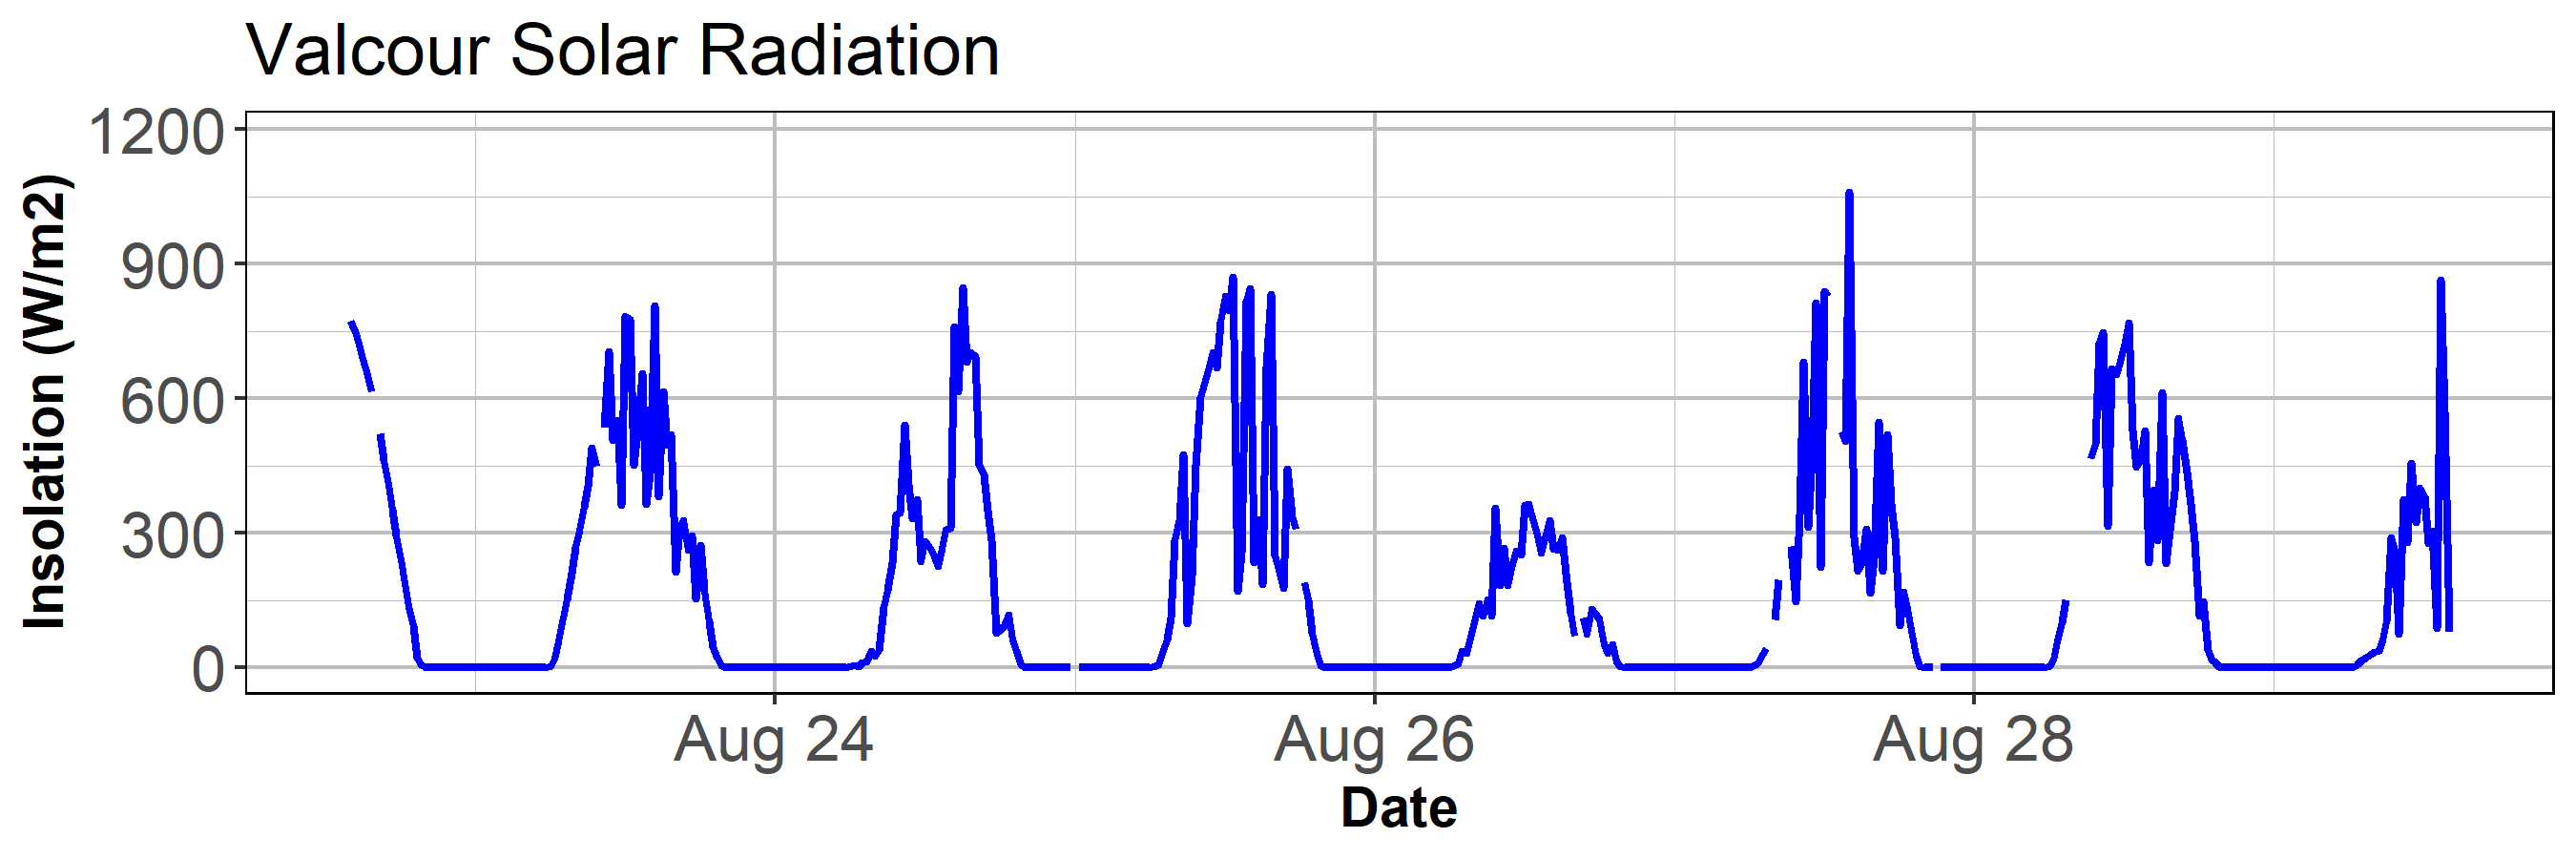 Valcour Solar Radiation
Insolation (W/m2)
1200
900
600
300
0
Aug 24
Aug 26
Aug 28
Date